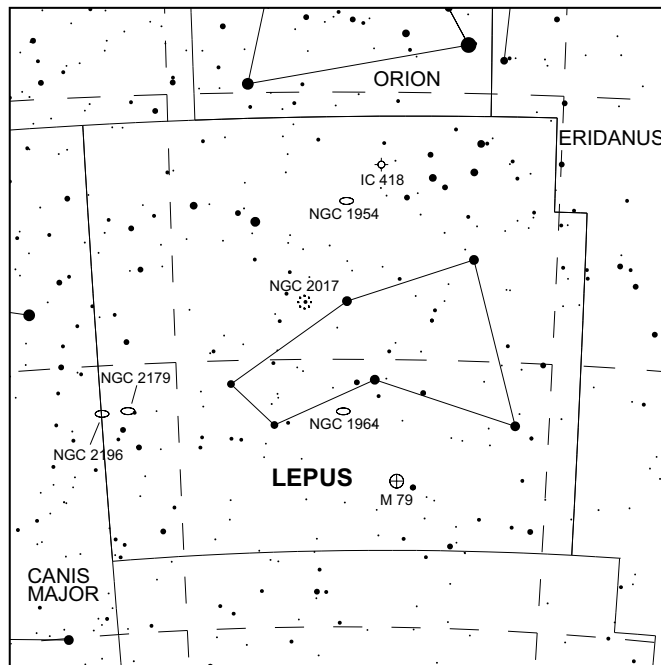 ORION
ERIDANUS
IC 418
NGC 1954
NGC 2017
NGC 2179
NGC 1964
NGC 2196
LEPUS
M 79
CANIS
MAJOR